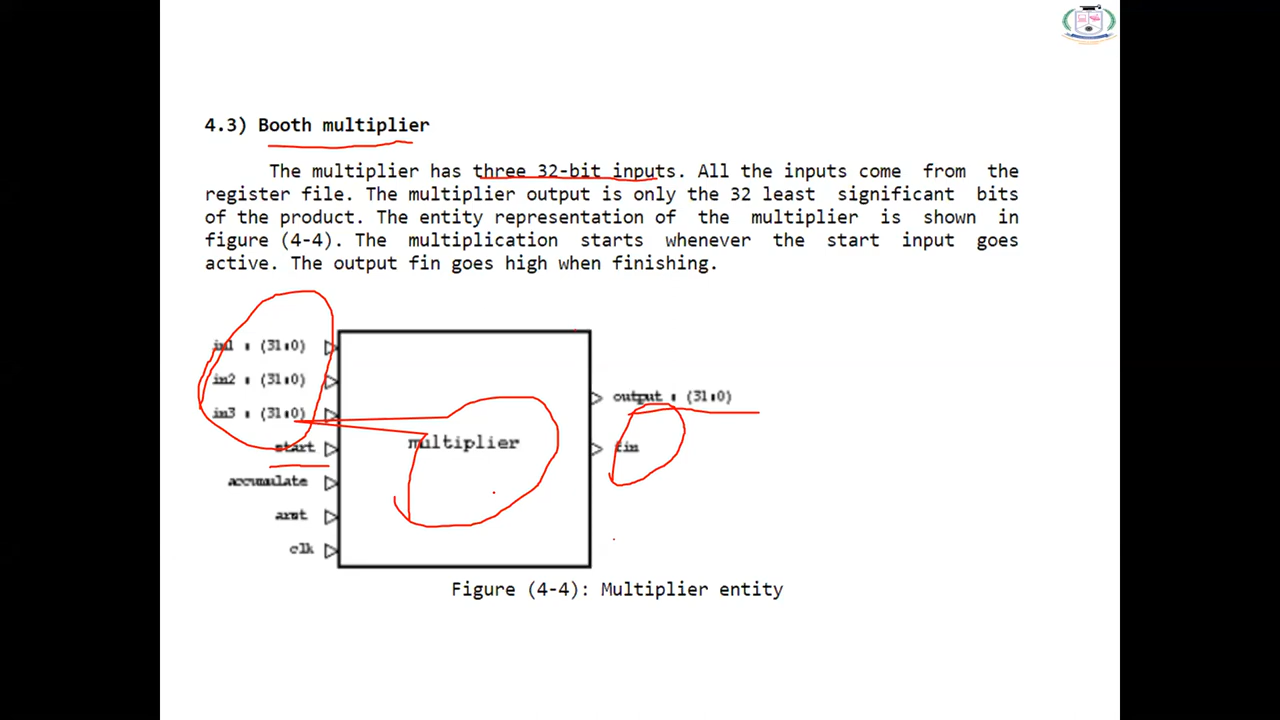 4.3) Booth multiplier
The multiplier has three 32-bit inputs. All the inputs come from the
register file. The multiplier output is only the 32 least significant bits
of the product. The entity representation of the multiplier is shown in
figure (4-4). The multiplication starts whenever the start input goes
active. The output fin goes high when finishing.
in1 : (31:0)
in2 : (31:0)
output : (31:0)
in3 : (31:0)
multiplier
start
fin
accumulate
clk
Figure (4-4): Multiplier entity